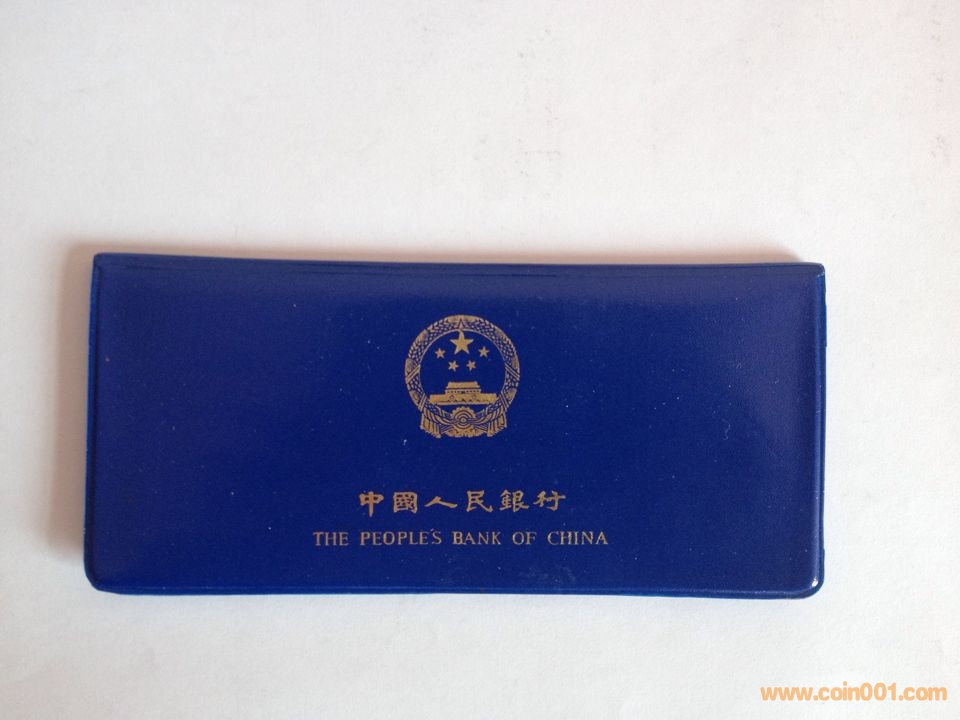 中國人民銀行
THE PEOPLE'S BANK OF CHINA
www.coin001.com